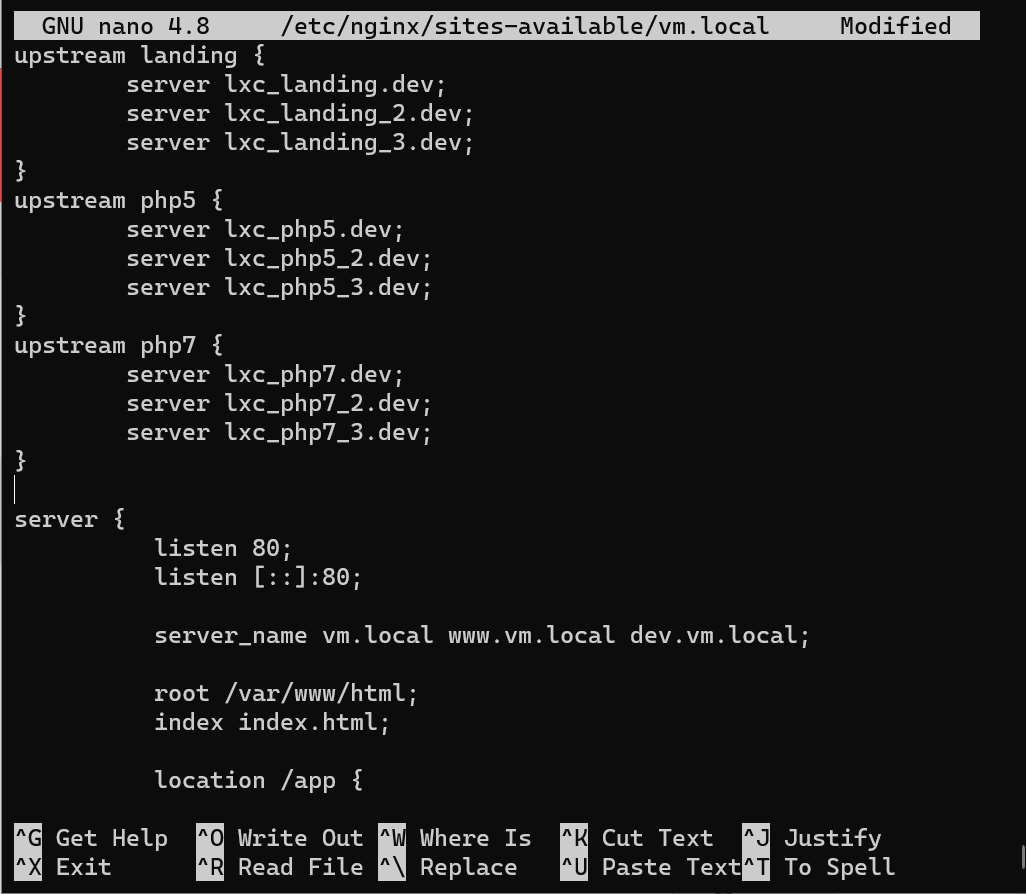 GNU nano 4.8 /etc/nginx/sites-available/vm.local Modified
upstream landing {
server lxc_landing.dev;
server lxc_landing_2.dev;
server lxc_landing_3.dev;
}
upstream php5 {
server lxc_php5.dev;
server lxc_php5_2.dev;
server lxc_php5_3.dev;
}
upstream php7 {
server lxc_php7.dev;
server lxc_php7_2.dev;
server lxc_php7_3.dev;
}
server {
listen 80;
listen [::]:80;
server_name vm.local www.vm.local dev.vm.local;
root /var/www/html;
index index.html;
location /app {
^G Get Help ^O Write Out ^W Where Is ^K Cut Text ^J Justify
^X Exit ^R Read File ^\ Replace ^U Paste Text ^T To Spell